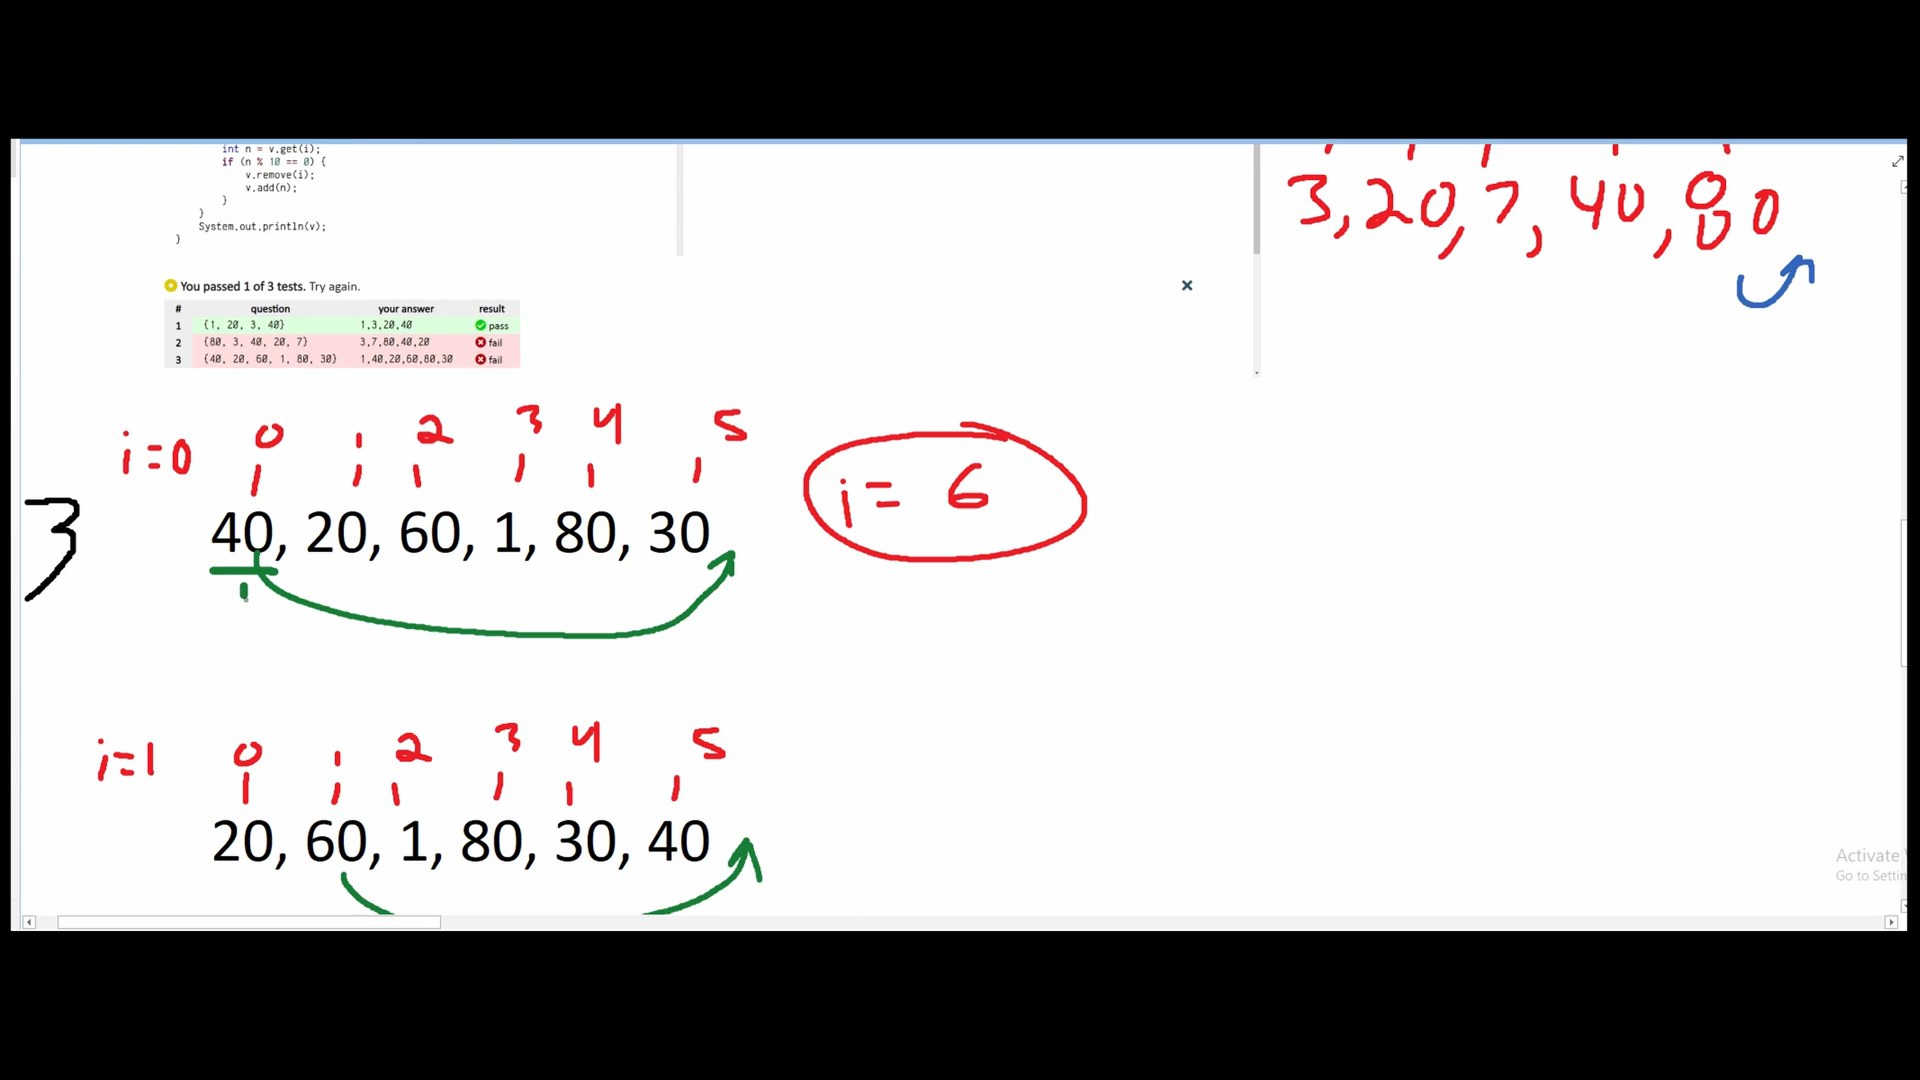 int n = v.get(i);
if (n % 10 == 0) {
v.remove(i);
v.add(n);
}
}
System.out.println(v);
}
3, 20, 7, 40, 80
You passed 1 of 3 tests. Try again.
# question your answer result
1 {1, 20, 3, 40} 1,3,20,40 pass
2 {80, 3, 40, 20, 7} 3,7,80,40,20 fail
3 {40, 20, 60, 1, 80, 30} 1,40,20,60,80,30 fail
i=0 0 1 2 3 4 5
i= 6
3 40, 20, 60, 1, 80, 30
i=1 0 1 2 3 4 5
20, 60, 1, 80, 30, 40
Activate
Go to Settin